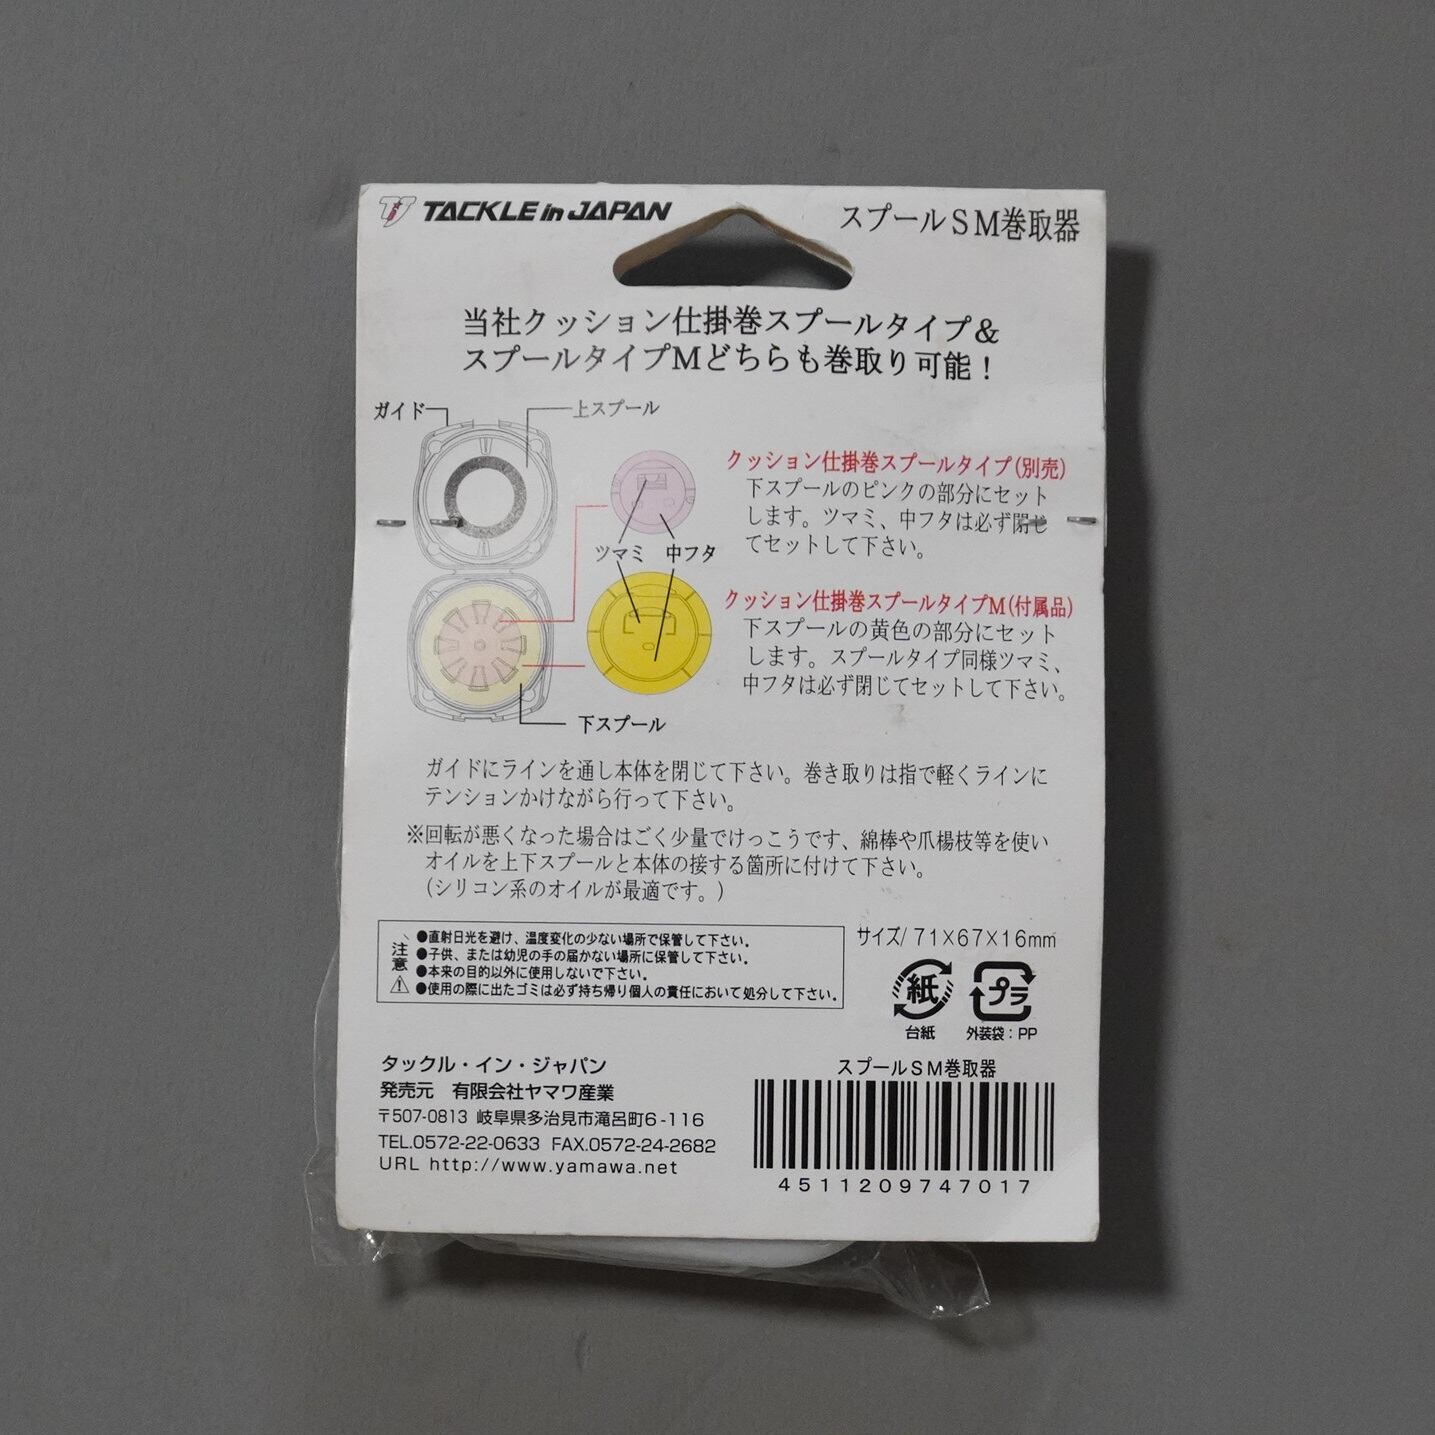 TACKLE in JAPAN
スプールＳＭ巻取器
当社クッション仕掛巻スプールタイプ＆
スプールタイプMどちらも巻取り可能！
ガイド
上スプール
クッション仕掛巻スプールタイプ(別売)
下スプールのピンクの部分にセット
します。ツマミ、中フタは必ず閉じ
てセットして下さい。
ツマミ 中フタ
クッション仕掛巻スプールタイプM(付属品)
下スプールの黄色の部分にセット
します。スプールタイプ同様ツマミ、
中フタは必ず閉じてセットして下さい。
下スプール
ガイドにラインを通し本体を閉じて下さい。巻き取りは指で軽くラインに
テンションかけながら行って下さい。
※回転が悪くなった場合はごく少量でけっこうです、綿棒や爪楊枝等を使い
オイルを上下スプールと本体の接する箇所に付けて下さい。
(シリコン系のオイルが最適です。)
注意
●直射日光を避け、温度変化の少ない場所で保管して下さい。
●子供、または幼児の手の届かない場所に保管して下さい。
●本来の目的以外に使用しないで下さい。
●使用の際に出たゴミは必ず持ち帰り個人の責任において処分して下さい。
サイズ/71×67×16mm
紙
プラ
台紙
外装袋：PP
タックル・イン・ジャパン
発売元　有限会社ヤマワ産業
〒507-0813 岐阜県多治見市滝呂町6-116
TEL.0572-22-0633 FAX.0572-24-2682
URL http://www.yamawa.net
スプールＳＭ巻取器
4511209747017